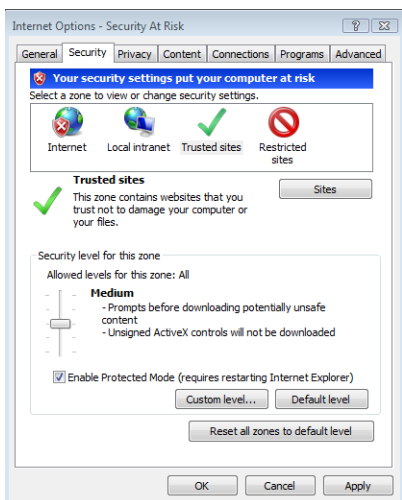 Internet Options - Security At Risk
General Security Privacy Content Connections Programs Advanced
Your security settings put your computer at risk
Select a zone to view or change security settings.
Internet Local intranet Trusted sites Restricted sites
Trusted sites
Sites
This zone contains websites that you
trust not to damage your computer or
your files.
Security level for this zone
Allowed levels for this zone: All
Medium
- Prompts before downloading potentially unsafe
content
- Unsigned ActiveX controls will not be downloaded
Enable Protected Mode (requires restarting Internet Explorer)
Custom level... Default level
Reset all zones to default level
OK Cancel Apply